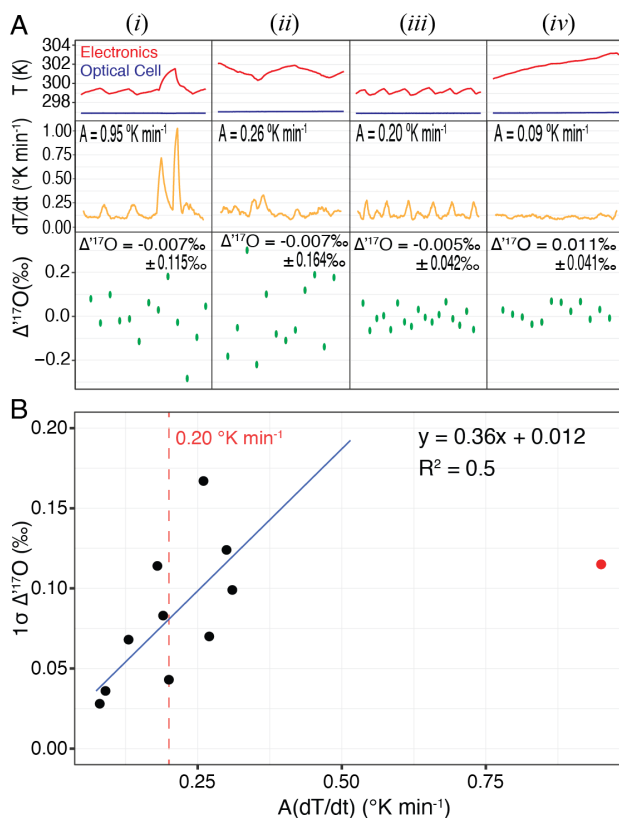 A
(i) (ii) (iii) (iv)
T (K)
304
302
300
298
Electronics
Optical Cell
dT/dt (°K min⁻¹)
1.00
0.75
0.50
0.25
0.00
A = 0.95 ⁰K min⁻¹
A = 0.26 ⁰K min⁻¹
A = 0.20 ⁰K min⁻¹
A = 0.09 ⁰K min⁻¹
Δ'¹⁷O(‰)
0.2
0.0
−0.2
Δ'¹⁷O = -0.007‰
±0.115‰
Δ'¹⁷O = -0.007‰
±0.164‰
Δ'¹⁷O = -0.005‰
±0.042‰
Δ'¹⁷O = 0.011‰
±0.041‰
B
1σ Δ'¹⁷O (‰)
0.20
0.15
0.10
0.05
0.00
0.20 °K min⁻¹
y = 0.36x + 0.012
R² = 0.5
0.25 0.50 0.75
A(dT/dt) (°K min⁻¹)